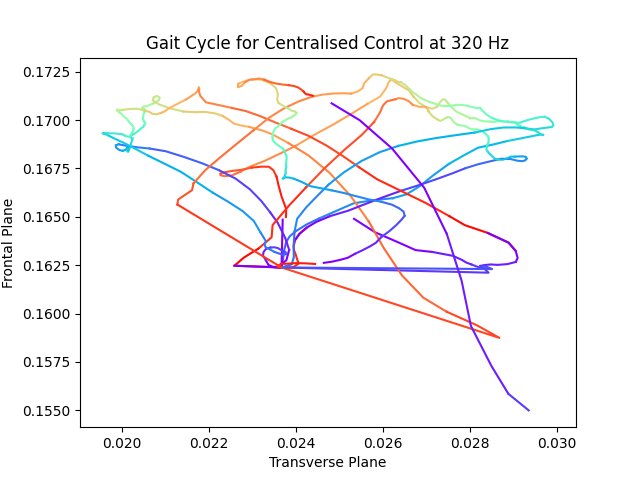 Gait Cycle for Centralised Control at 320 Hz
Frontal Plane
0.1725
0.1700
0.1675
0.1650
0.1625
0.1600
0.1575
0.1550
0.020 0.022 0.024 0.026 0.028 0.030
Transverse Plane